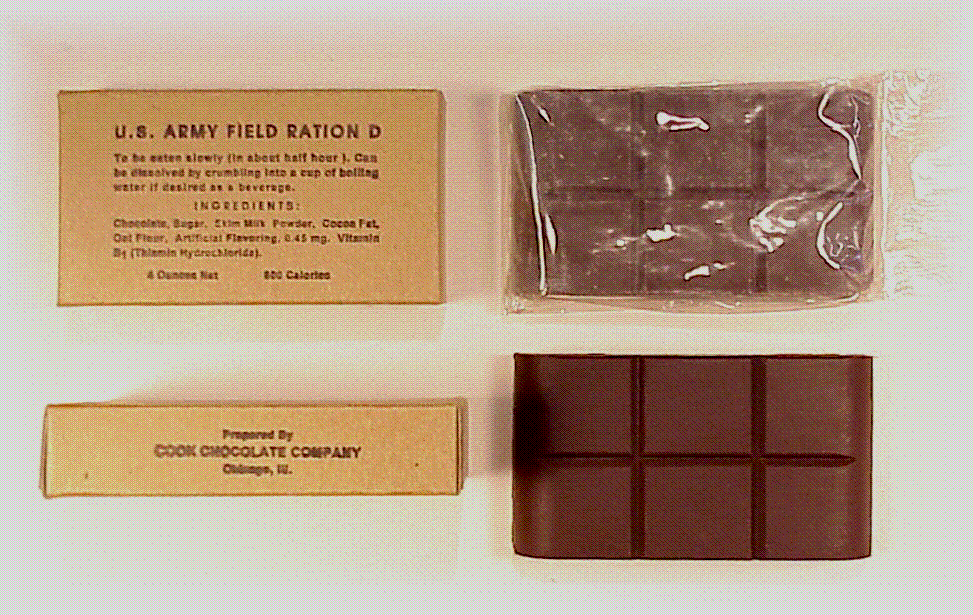 U.S. ARMY FIELD RATION D
To be eaten slowly (in about half hour). Can
be dissolved by crumbling into a cup of boiling
water if desired as a beverage.
INGREDIENTS:
Chocolate, Sugar, Skim Milk Powder, Cocoa Fat,
Oat Flour, Artificial Flavoring, 0.45 mg. Vitamin
B₁ (Thiamin Hydrochloride).
4 Ounces Net 600 Calories
Prepared By
COOK CHOCOLATE COMPANY
Chicago, Ill.